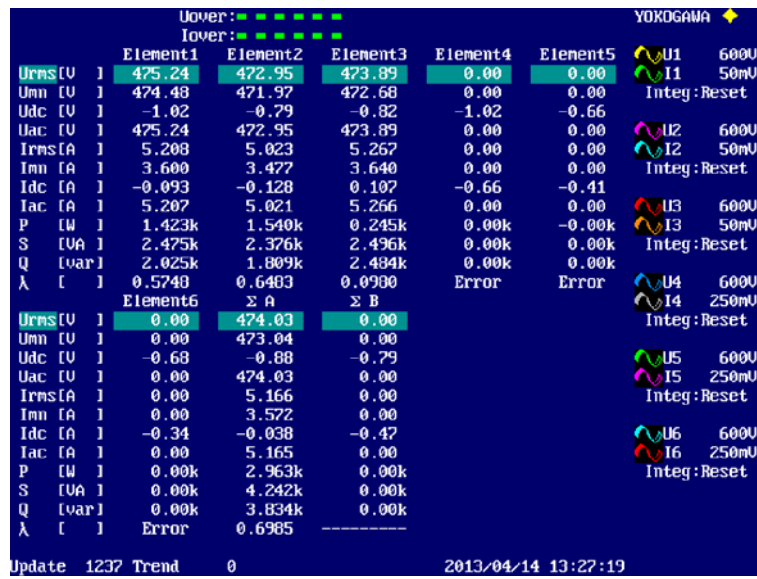 Uover:
Iover:
YOKOGAWA
Element1 Element2 Element3 Element4 Element5
Urms[V ] 475.24 472.95 473.89 0.00 0.00
Umn [V ] 474.48 471.97 472.68 0.00 0.00
Udc [V ] -1.02 -0.79 -0.82 -1.02 -0.66
Uac [V ] 475.24 472.95 473.89 0.00 0.00
Irms[A ] 5.208 5.023 5.267 0.00 0.00
Imn [A ] 3.600 3.477 3.640 0.00 0.00
Idc [A ] -0.093 -0.128 0.107 -0.66 -0.41
Iac [A ] 5.207 5.021 5.266 0.00 0.00
P [W ] 1.423k 1.540k 0.245k 0.00k -0.00k
S [VA ] 2.475k 2.376k 2.496k 0.00k 0.00k
Q [var] 2.025k 1.809k 2.484k 0.00k 0.00k
λ [ ] 0.5748 0.6483 0.0980 Error Error
Element6 Σ A Σ B
Urms[V ] 0.00 474.03 0.00
Umn [V ] 0.00 473.04 0.00
Udc [V ] -0.68 -0.88 -0.79
Uac [V ] 0.00 474.03 0.00
Irms[A ] 0.00 5.166 0.00
Imn [A ] 0.00 3.572 0.00
Idc [A ] -0.34 -0.038 -0.47
Iac [A ] 0.00 5.165 0.00
P [W ] 0.00k 2.963k 0.00k
S [VA ] 0.00k 4.242k 0.00k
Q [var] 0.00k 3.834k 0.00k
λ [ ] Error 0.6985 ---------
U1 600V
I1 50mV
Integ:Reset
U2 600V
I2 50mV
Integ:Reset
U3 600V
I3 50mV
Integ:Reset
U4 600V
I4 250mV
Integ:Reset
U5 600V
I5 250mV
Integ:Reset
U6 600V
I6 250mV
Integ:Reset
Update 1237 Trend 0 2013/04/14 13:27:19